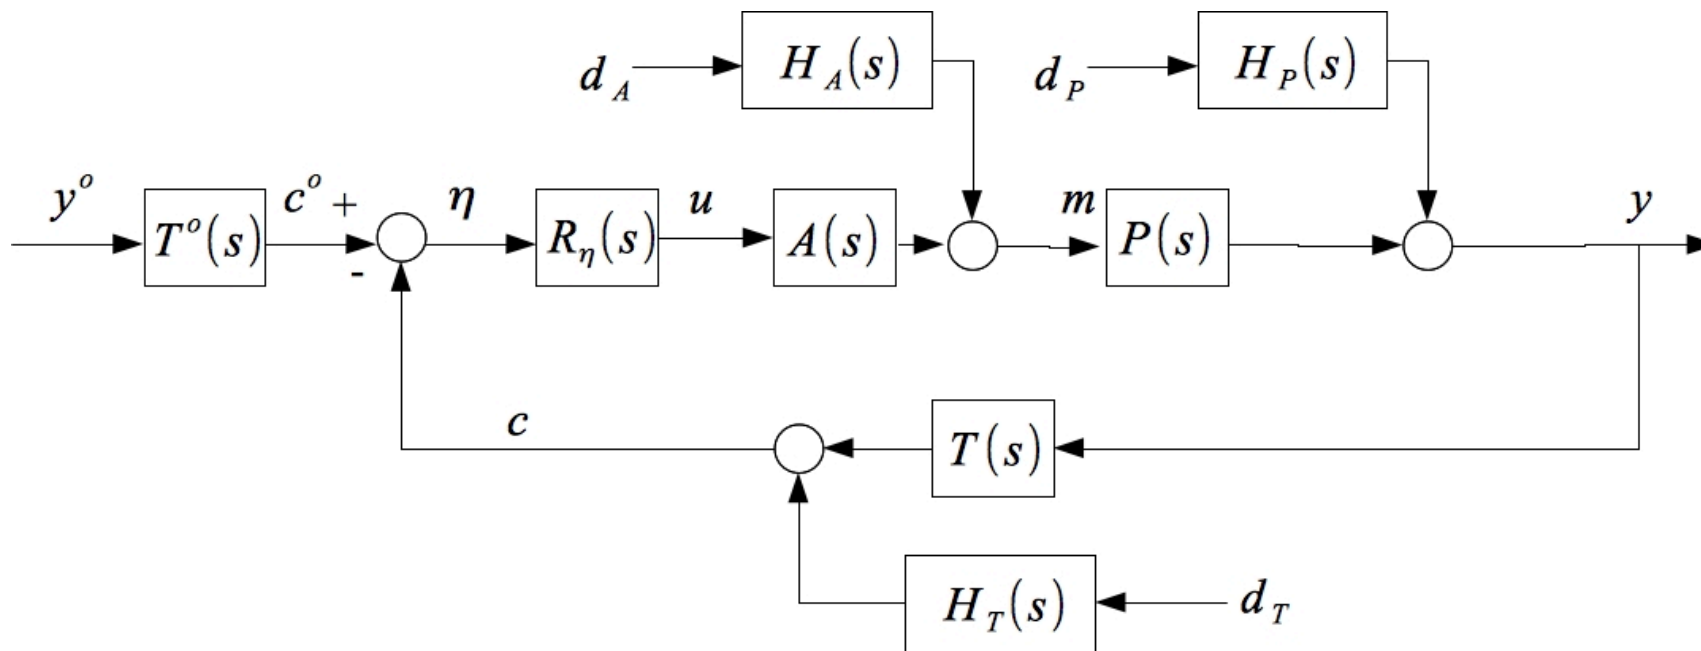 d_A H_A(s) d_P H_P(s)
y^o T^o(s) c^o + - η R_η(s) u A(s) m P(s) y
c T(s)
H_T(s) d_T